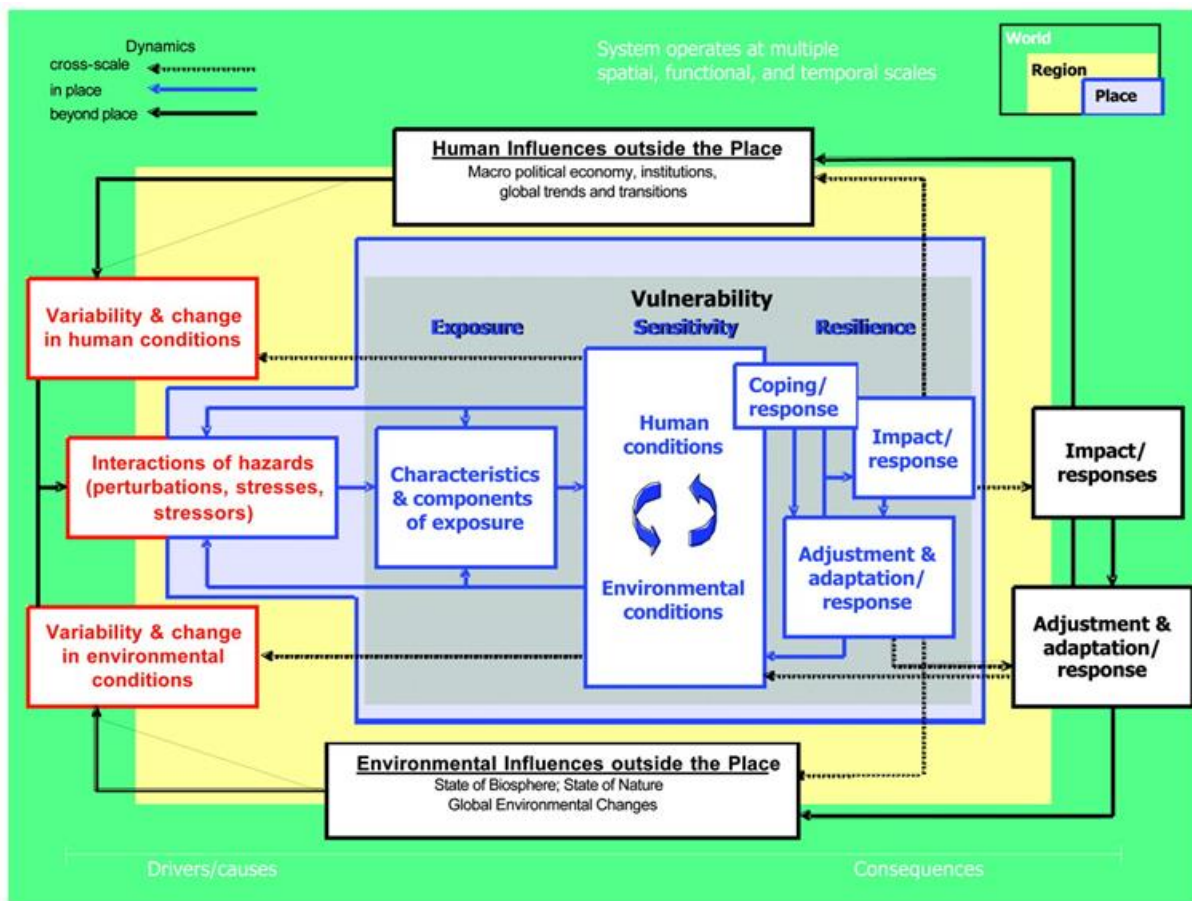 Dynamics
cross-scale
in place
beyond place
System operates at multiple
spatial, functional, and temporal scales
World
Region
Place
Human Influences outside the Place
Macro political economy, institutions,
global trends and transitions
Variability & change
in human conditions
Vulnerability
Exposure
Sensitivity
Resilience
Coping/
response
Human
conditions
Impact/
response
Impact/
responses
Interactions of hazards
(perturbations, stresses,
stressors)
Characteristics
& components
of exposure
Environmental
conditions
Adjustment &
adaptation/
response
Variability & change
in environmental
conditions
Adjustment &
adaptation/
response
Environmental Influences outside the Place
State of Biosphere; State of Nature
Global Environmental Changes
Drivers/causes
Consequences